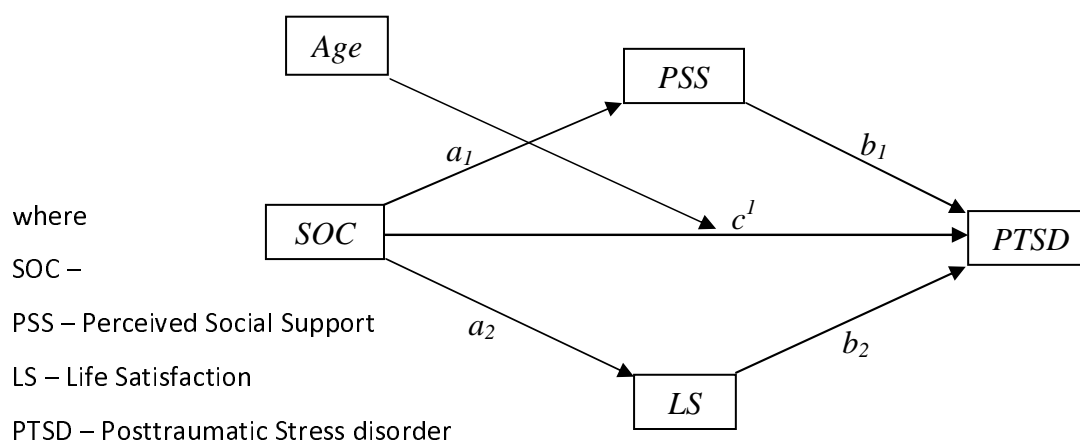 Age
PSS
a1
b1
where
c1
SOC
PTSD
SOC –
PSS – Perceived Social Support
a2
b2
LS – Life Satisfaction
LS
PTSD – Posttraumatic Stress disorder